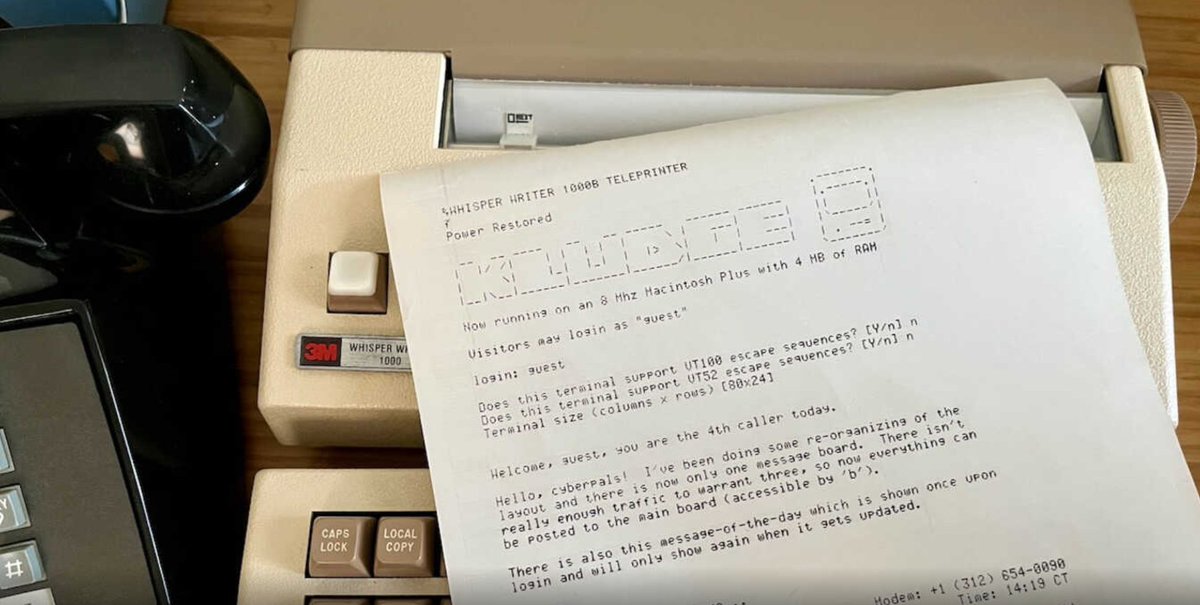 WHISPER WRITER 1000B TELEPRINTER
Power Restored
KLUDGE
Now running on an 8 Mhz Macintosh Plus with 4 MB of RAM
Visitors may login as "guest"
login: guest
Does this terminal support VT100 escape sequences? [Y/n] n
Does this terminal support VT52 escape sequences? [Y/n] n
Terminal size (columns x rows) [80x24]
Welcome, guest, you are the 4th caller today.
Hello, cyberpals!  I've been doing some re-organizing of the
layout and there is now only one message board.  There isn't
really enough traffic to warrant three, so now everything can
be posted to the main board (accessible by 'b').
There is also this message-of-the-day which is shown once upon
login and will only show again when it gets updated.
Modem: +1 (312) 654-0090
Time: 14:19 CT
3M
WHISPER
1000
CAPS
LOCK
LOCAL
COPY
#